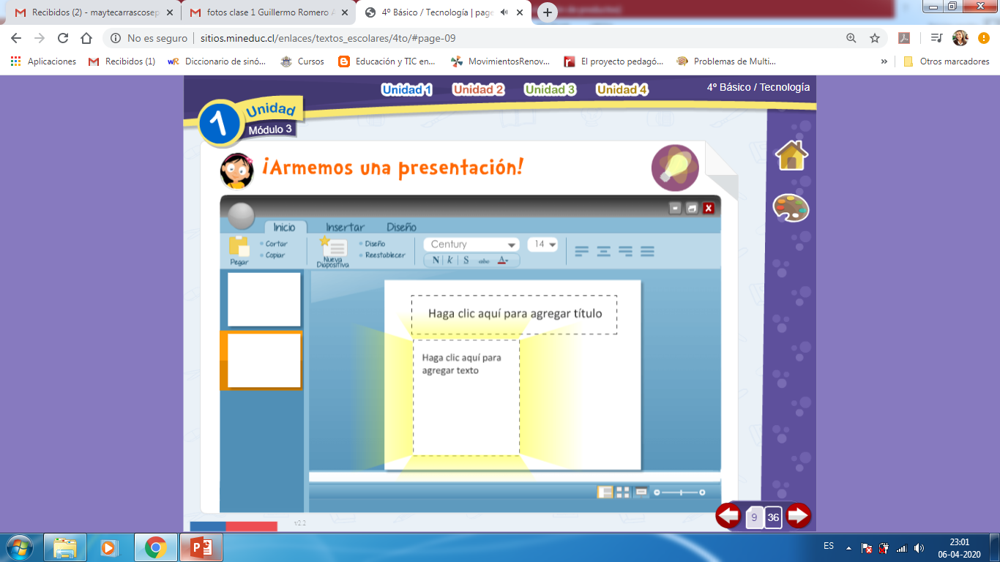 Recibidos (2) - maytecarrascosep
fotos clase 1 Guillermo Romero A
4º Básico / Tecnología | page
No es seguro | sitios.mineduc.cl/enlaces/textos_escolares/4to/#page-09
Aplicaciones
Recibidos (1)
Diccionario de sinó...
Cursos
Educación y TIC en...
MovimientosRenov...
El proyecto pedagó...
Problemas de Multi...
»
Otros marcadores
Unidad 1
Unidad 2
Unidad 3
Unidad 4
4º Básico / Tecnología
1
Unidad
Módulo 3
¡Armemos una presentación!
Inicio
Insertar
Diseño
Pegar
Cortar
Copiar
Nueva
Diapositiva
Diseño
Reestablecer
Century
14
N k S abc A
Haga clic aquí para agregar título
Haga clic aquí para
agregar texto
v2.2
9 36
ES
23:01
06-04-2020